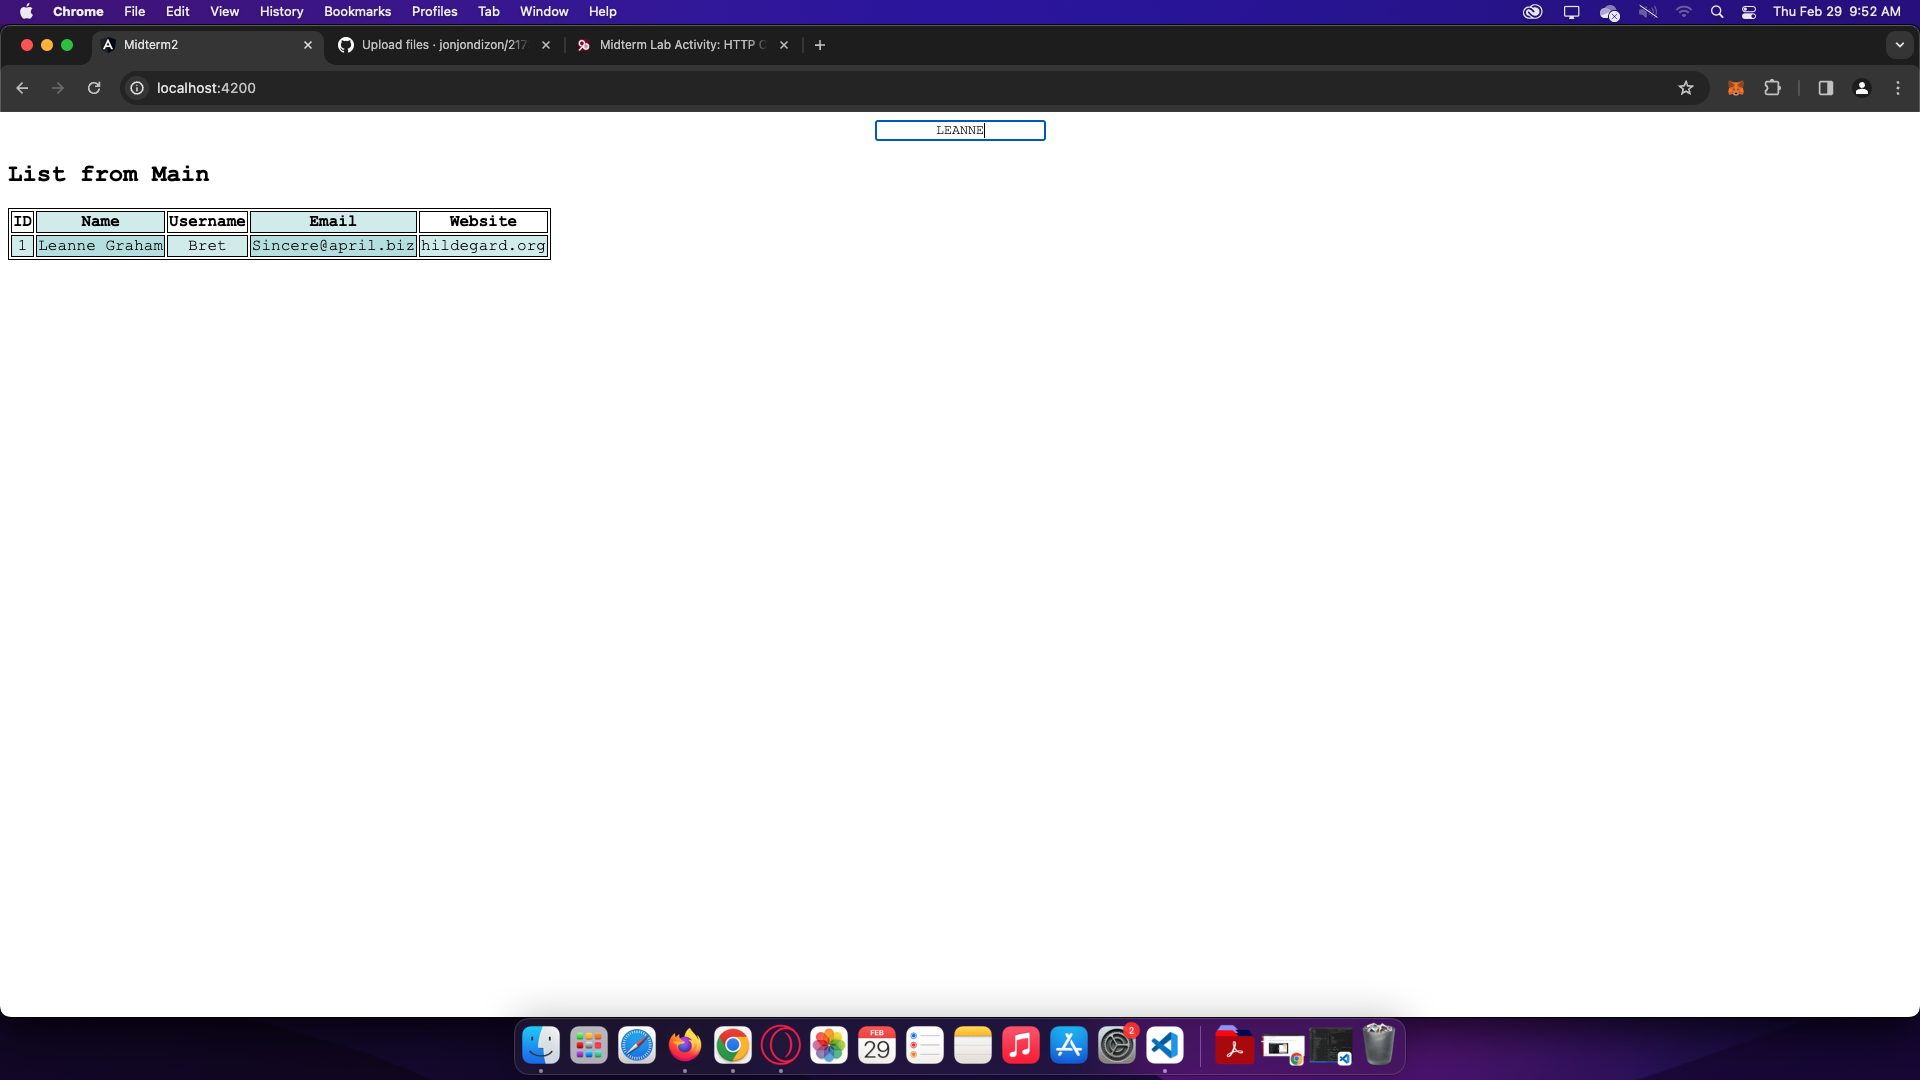 Chrome File Edit View History Bookmarks Profiles Tab Window Help Thu Feb 29 9:52 AM
Midterm2 Upload files · jonjondizon/217 Midterm Lab Activity: HTTP
localhost:4200
LEANNE
List from Main
ID Name Username Email Website
1 Leanne Graham Bret Sincere@april.biz hildegard.org
FEB
29
2